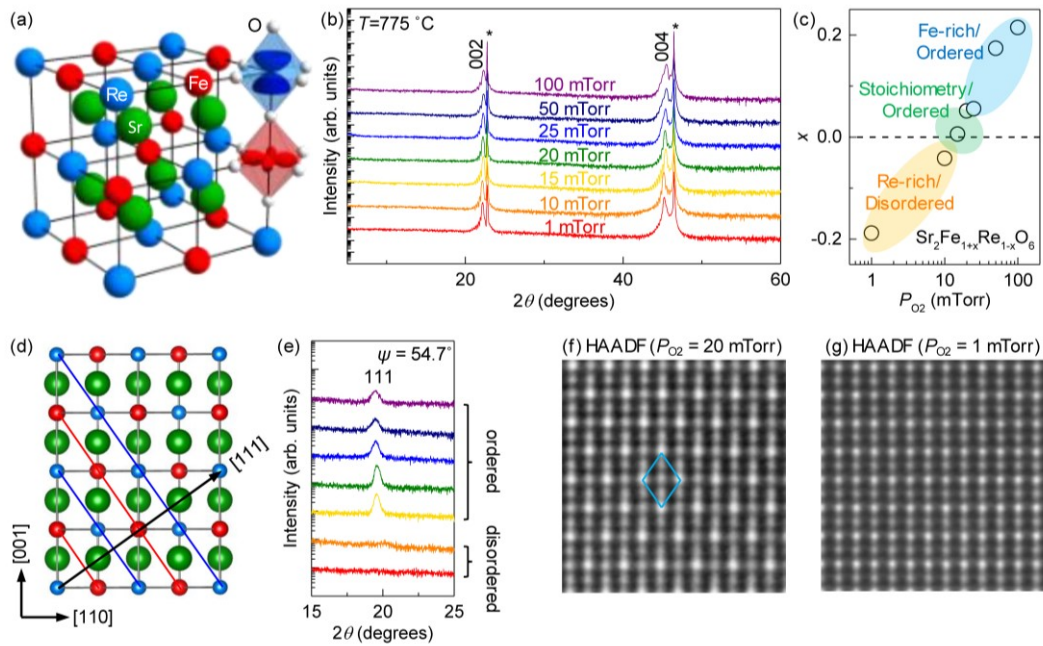 (a)
O
Re
Fe
Sr
(b)
T=775 °C
002
*
004
*
100 mTorr
50 mTorr
25 mTorr
20 mTorr
15 mTorr
10 mTorr
1 mTorr
Intensity (arb. units)
20
40
60
2θ (degrees)
(c)
Fe-rich/
Ordered
Stoichiometry/
Ordered
Re-rich/
Disordered
Sr₂Fe₁₊ₓRe₁₋ₓO₆
x
0.2
0.0
-0.2
1
10
100
P_O2 (mTorr)
(d)
[111]
[001]
[110]
(e)
ψ = 54.7°
111
ordered
disordered
Intensity (arb. units)
15
20
25
2θ (degrees)
(f) HAADF (P_O2 = 20 mTorr)
(g) HAADF (P_O2 = 1 mTorr)